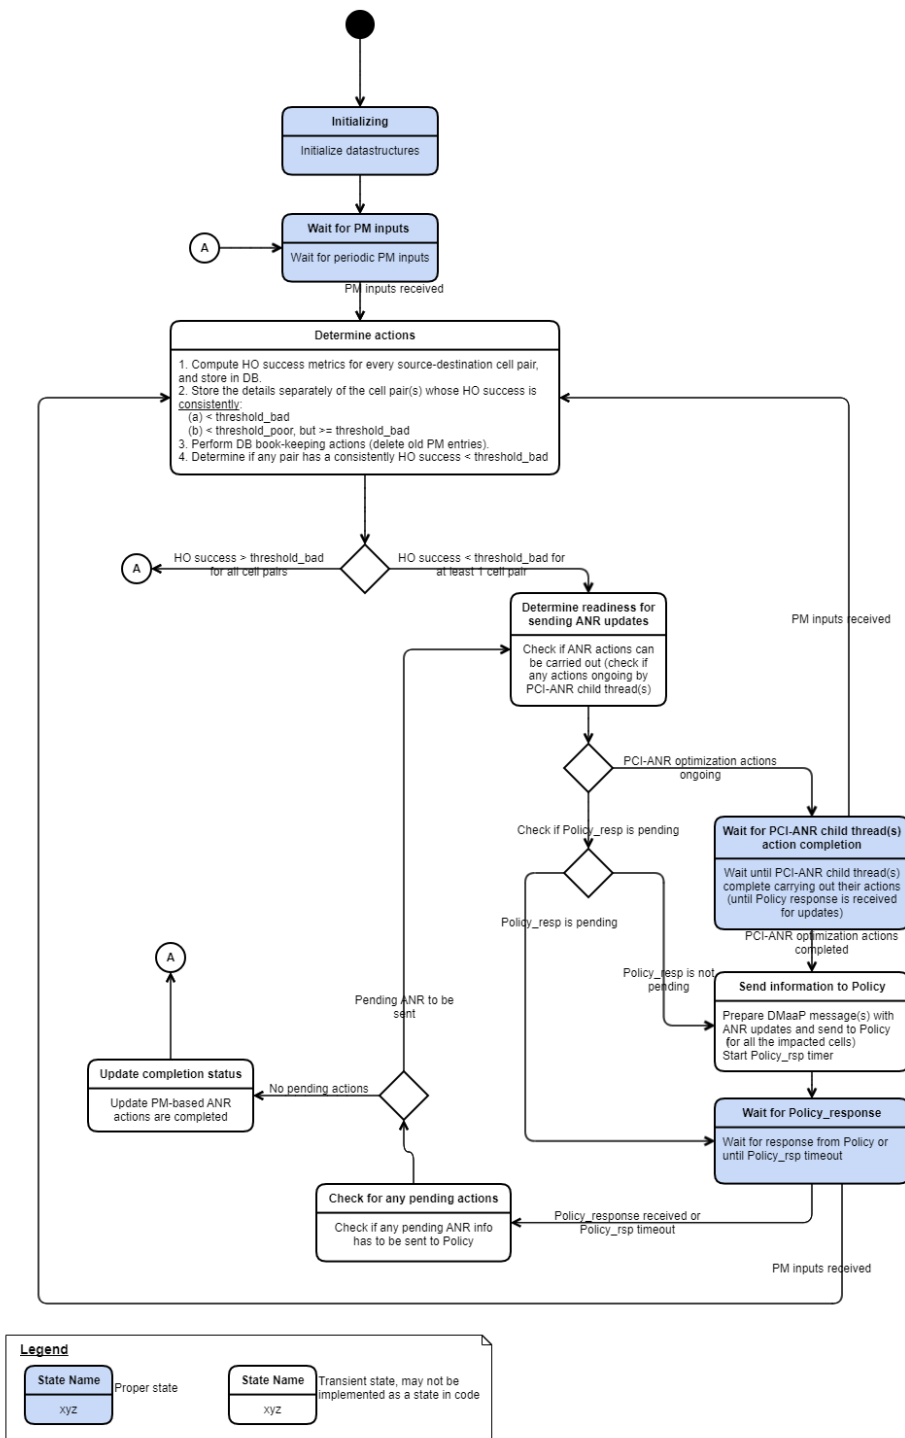 Initializing
Initialize datastructures
Wait for PM inputs
Wait for periodic PM inputs
A
PM inputs received
Determine actions
1. Compute HO success metrics for every source-destination cell pair,
and store in DB.
2. Store the details separately of the cell pair(s) whose HO success is
consistently:
(a) < threshold_bad
(b) < threshold_poor, but >= threshold_bad
3. Perform DB book-keeping actions (delete old PM entries).
4. Determine if any pair has a consistently HO success < threshold_bad
A
HO success > threshold_bad
for all cell pairs
HO success < threshold_bad for
at least 1 cell pair
Determine readiness for
sending ANR updates
Check if ANR actions can
be carried out (check if
any actions ongoing by
PCI-ANR child thread(s)
PM inputs received
PCI-ANR optimization actions
ongoing
Check if Policy_resp is pending
Wait for PCI-ANR child thread(s)
action completion
Wait until PCI-ANR child thread(s)
complete carrying out their actions
(until Policy response is received
for updates)
Policy_resp is pending
PCI-ANR optimization actions
completed
A
Policy_resp is not
pending
Send information to Policy
Prepare DMaaP message(s) with
ANR updates and send to Policy
(for all the impacted cells)
Start Policy_rsp timer
Pending ANR to be
sent
Update completion status
Update PM-based ANR
actions are completed
No pending actions
Wait for Policy_response
Wait for response from Policy or
until Policy_rsp timeout
Check for any pending actions
Check if any pending ANR info
has to be sent to Policy
Policy_response received or
Policy_rsp timeout
PM inputs received
Legend
State Name
xyz
Proper state
State Name
xyz
Transient state, may not be
implemented as a state in code